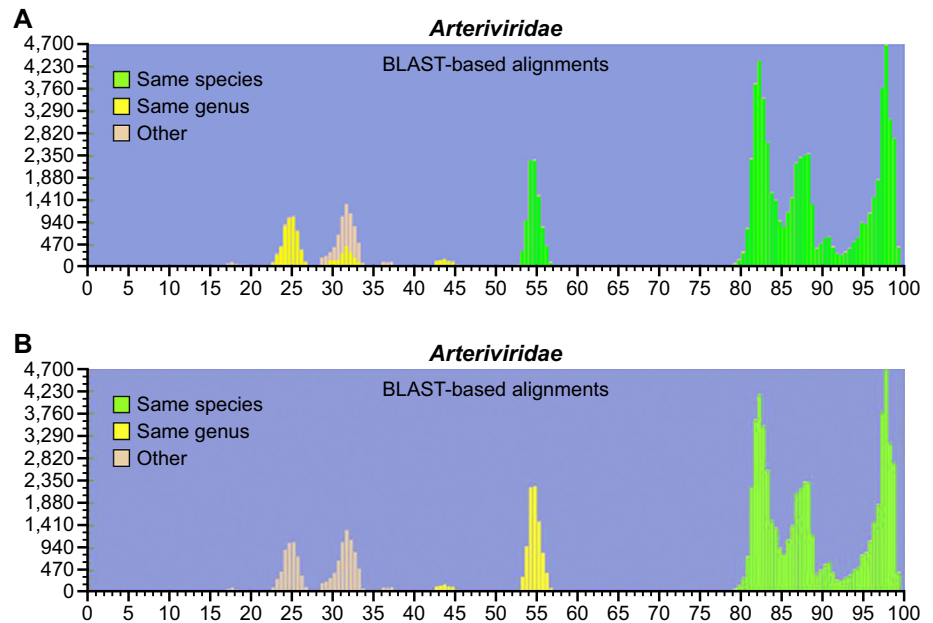 A
Arteriviridae
BLAST-based alignments
Same species
Same genus
Other
4,700
4,230
3,760
3,290
2,820
2,350
1,880
1,410
940
470
0
0 5 10 15 20 25 30 35 40 45 50 55 60 65 70 75 80 85 90 95 100
B
Arteriviridae
BLAST-based alignments
Same species
Same genus
Other
4,700
4,230
3,760
3,290
2,820
2,350
1,880
1,410
940
470
0
0 5 10 15 20 25 30 35 40 45 50 55 60 65 70 75 80 85 90 95 100